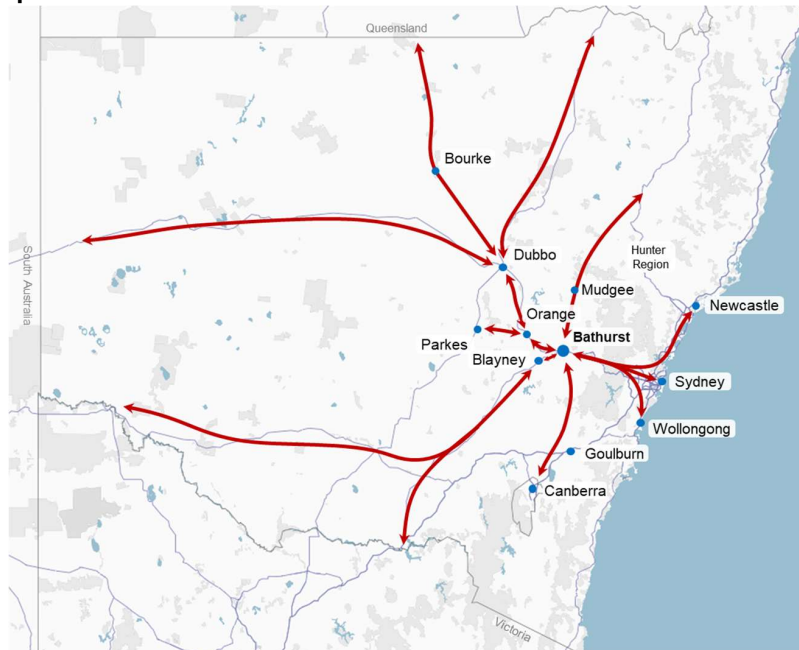 Queensland
Bourke
South Australia
Dubbo
Hunter
Region
Mudgee
Newcastle
Orange
Parkes
Bathurst
Blayney
Sydney
Wollongong
Goulburn
Canberra
Victoria